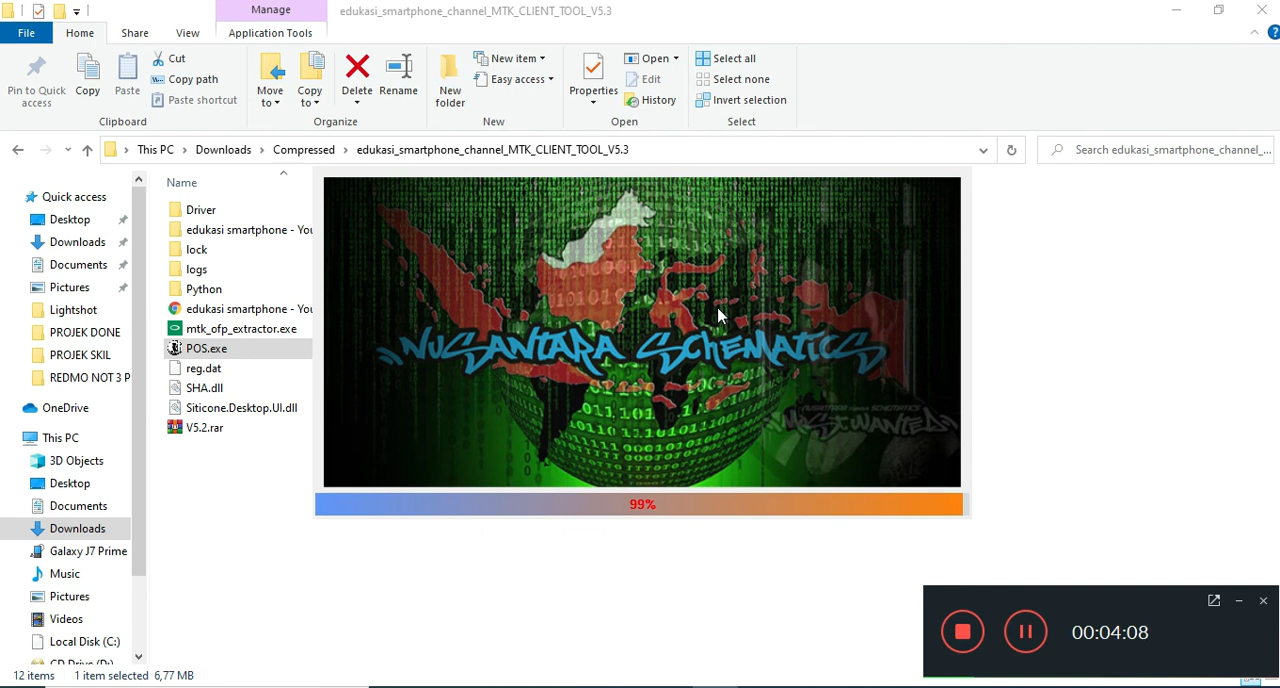 Manage
edukasi_smartphone_channel_MTK_CLIENT_TOOL_V5.3
File
Home
Share
View
Application Tools
Pin to Quick access
Copy
Paste
Cut
Copy path
Paste shortcut
Clipboard
Move to
Copy to
Delete
Rename
Organize
New folder
New item
Easy access
New
Properties
Open
Edit
History
Open
Select all
Select none
Invert selection
Select
This PC
Downloads
Compressed
edukasi_smartphone_channel_MTK_CLIENT_TOOL_V5.3
Search edukasi_smartphone_channel_...
Quick access
Desktop
Downloads
Documents
Pictures
Lightshot
PROJEK DONE
PROJEK SKIL
REDMO NOT 3 P
OneDrive
This PC
3D Objects
Desktop
Documents
Downloads
Galaxy J7 Prime
Music
Pictures
Videos
Local Disk (C:)
CD Drive (D:)
Name
Driver
edukasi smartphone - You
lock
logs
Python
edukasi smartphone - You
mtk_ofp_extractor.exe
POS.exe
reg.dat
SHA.dll
Siticone.Desktop.UI.dll
V5.2.rar
NUSANTARA SCHEMATICS
MOST WANTED
99%
00:04:08
12 items
1 item selected 6,77 MB